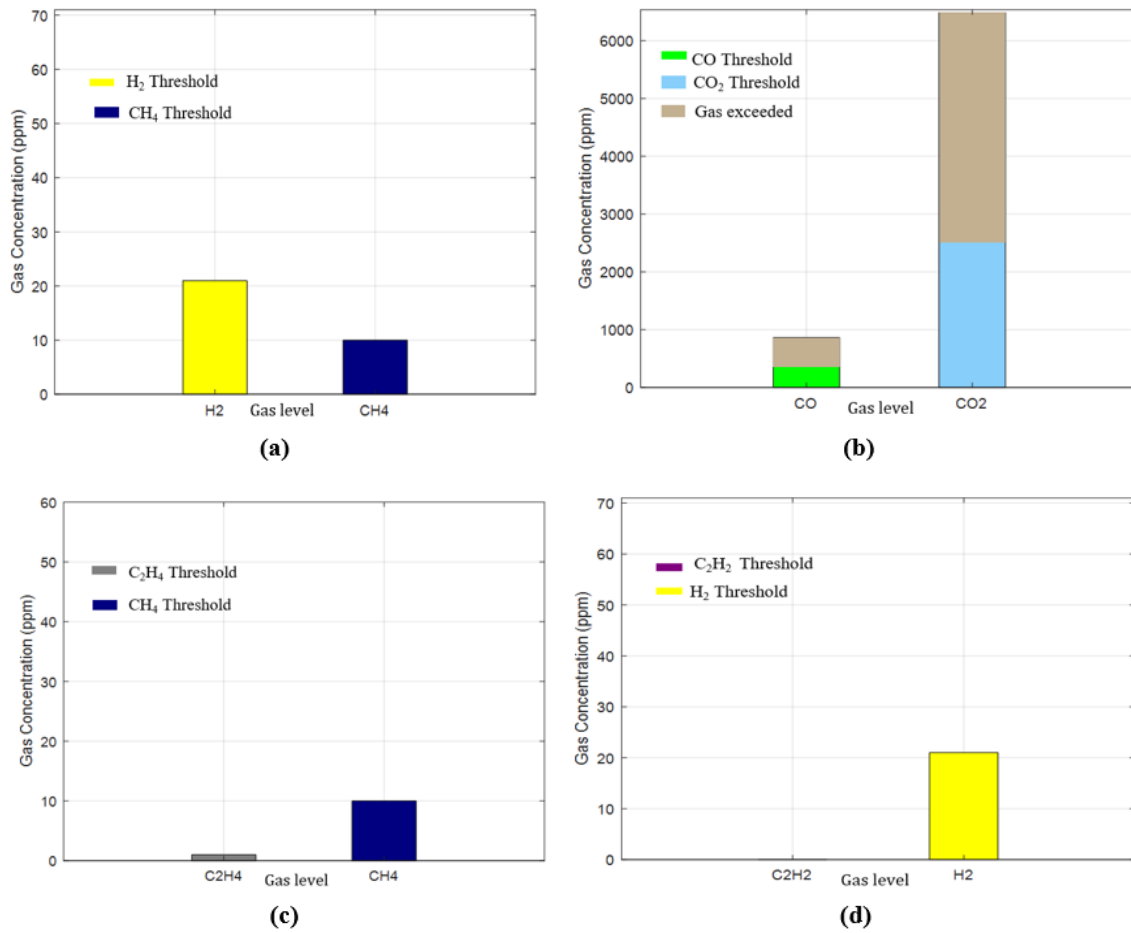 70
60
50
40
30
20
10
0
Gas Concentration (ppm)
H₂ Threshold
CH₄ Threshold
H2 Gas level CH4
(a)
6000
5000
4000
3000
2000
1000
0
Gas Concentration (ppm)
CO Threshold
CO₂ Threshold
Gas exceeded
CO Gas level CO2
(b)
60
50
40
30
20
10
0
Gas Concentration (ppm)
C₂H₄ Threshold
CH₄ Threshold
C2H4 Gas level CH4
(c)
70
60
50
40
30
20
10
0
Gas Concentration (ppm)
C₂H₂ Threshold
H₂ Threshold
C2H2 Gas level H2
(d)